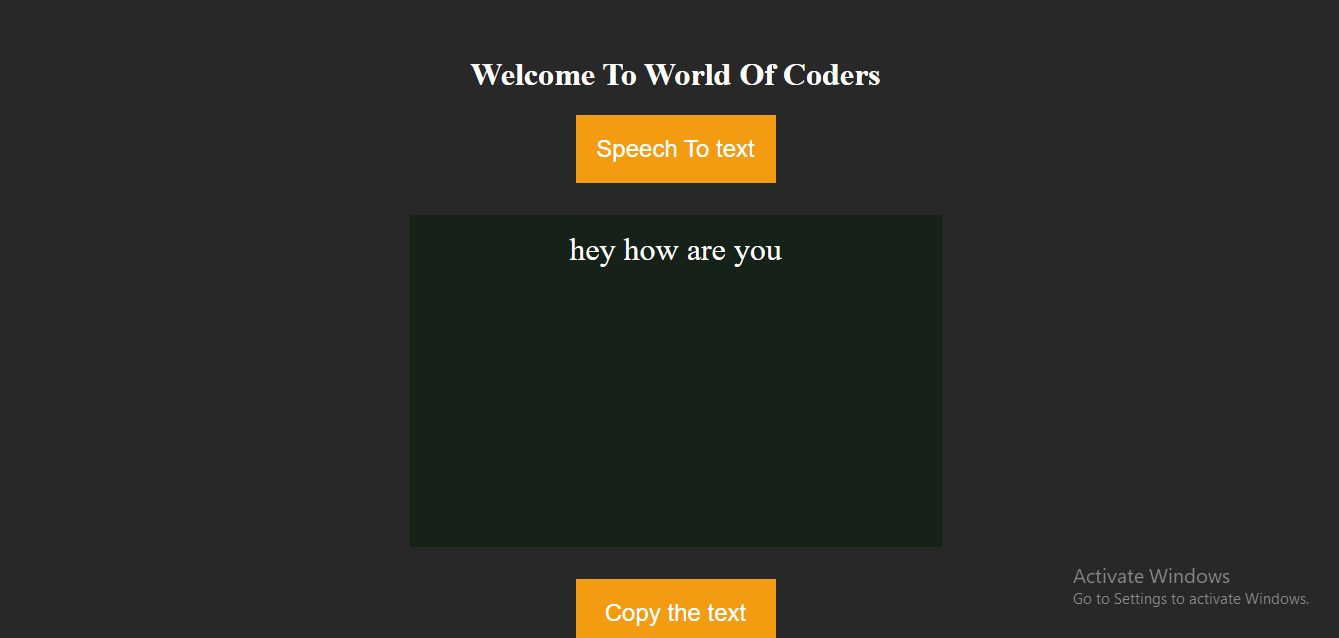 Welcome To World Of Coders
Speech To text
hey how are you
Copy the text
Activate Windows
Go to Settings to activate Windows.